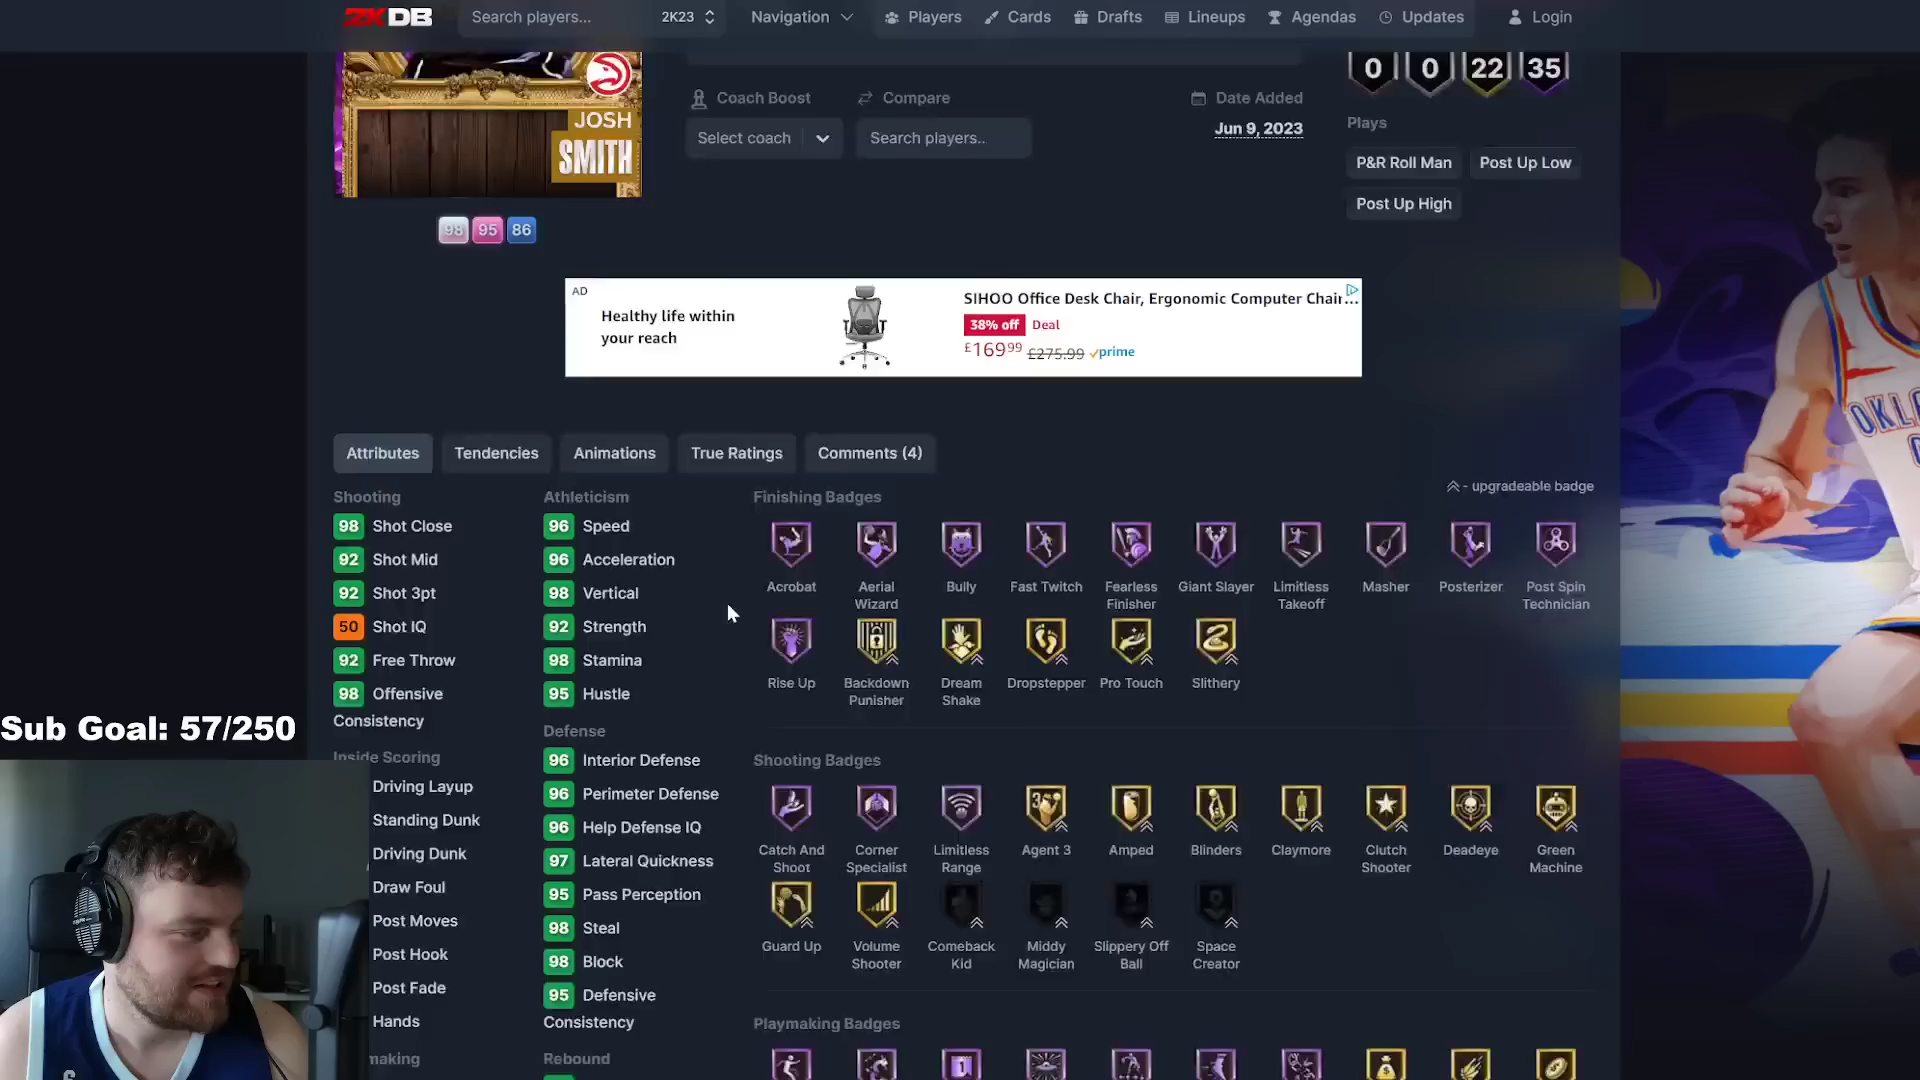 2KDB
Search players...
2K23
Navigation
Players
Cards
Drafts
Lineups
Agendas
Updates
Login
JOSH
SMITH
98 95 86
Coach Boost
Select coach
Compare
Search players..
Date Added
Jun 9, 2023
0 0 22 35
Plays
P&R Roll Man
Post Up Low
Post Up High
AD
Healthy life within
your reach
SIHOO Office Desk Chair, Ergonomic Computer Chair...
38% off Deal
£169.99 £275.99 prime
Attributes
Tendencies
Animations
True Ratings
Comments (4)
- upgradeable badge
Shooting
98 Shot Close
92 Shot Mid
92 Shot 3pt
50 Shot IQ
92 Free Throw
98 Offensive
Consistency
Inside Scoring
Driving Layup
Standing Dunk
Driving Dunk
Draw Foul
Post Moves
Post Hook
Post Fade
Hands
making
Athleticism
96 Speed
96 Acceleration
98 Vertical
92 Strength
98 Stamina
95 Hustle
Defense
96 Interior Defense
96 Perimeter Defense
96 Help Defense IQ
97 Lateral Quickness
95 Pass Perception
98 Steal
98 Block
95 Defensive
Consistency
Rebound
Finishing Badges
Acrobat
Aerial
Wizard
Bully
Fast Twitch
Fearless
Finisher
Giant Slayer
Limitless
Takeoff
Masher
Posterizer
Post Spin
Technician
Rise Up
Backdown
Punisher
Dream
Shake
Dropstepper
Pro Touch
Slithery
Shooting Badges
Catch And
Shoot
Corner
Specialist
Limitless
Range
Agent 3
Amped
Blinders
Claymore
Clutch
Shooter
Deadeye
Green
Machine
Guard Up
Volume
Shooter
Comeback
Kid
Middy
Magician
Slippery Off
Ball
Space
Creator
Playmaking Badges
Sub Goal: 57/250